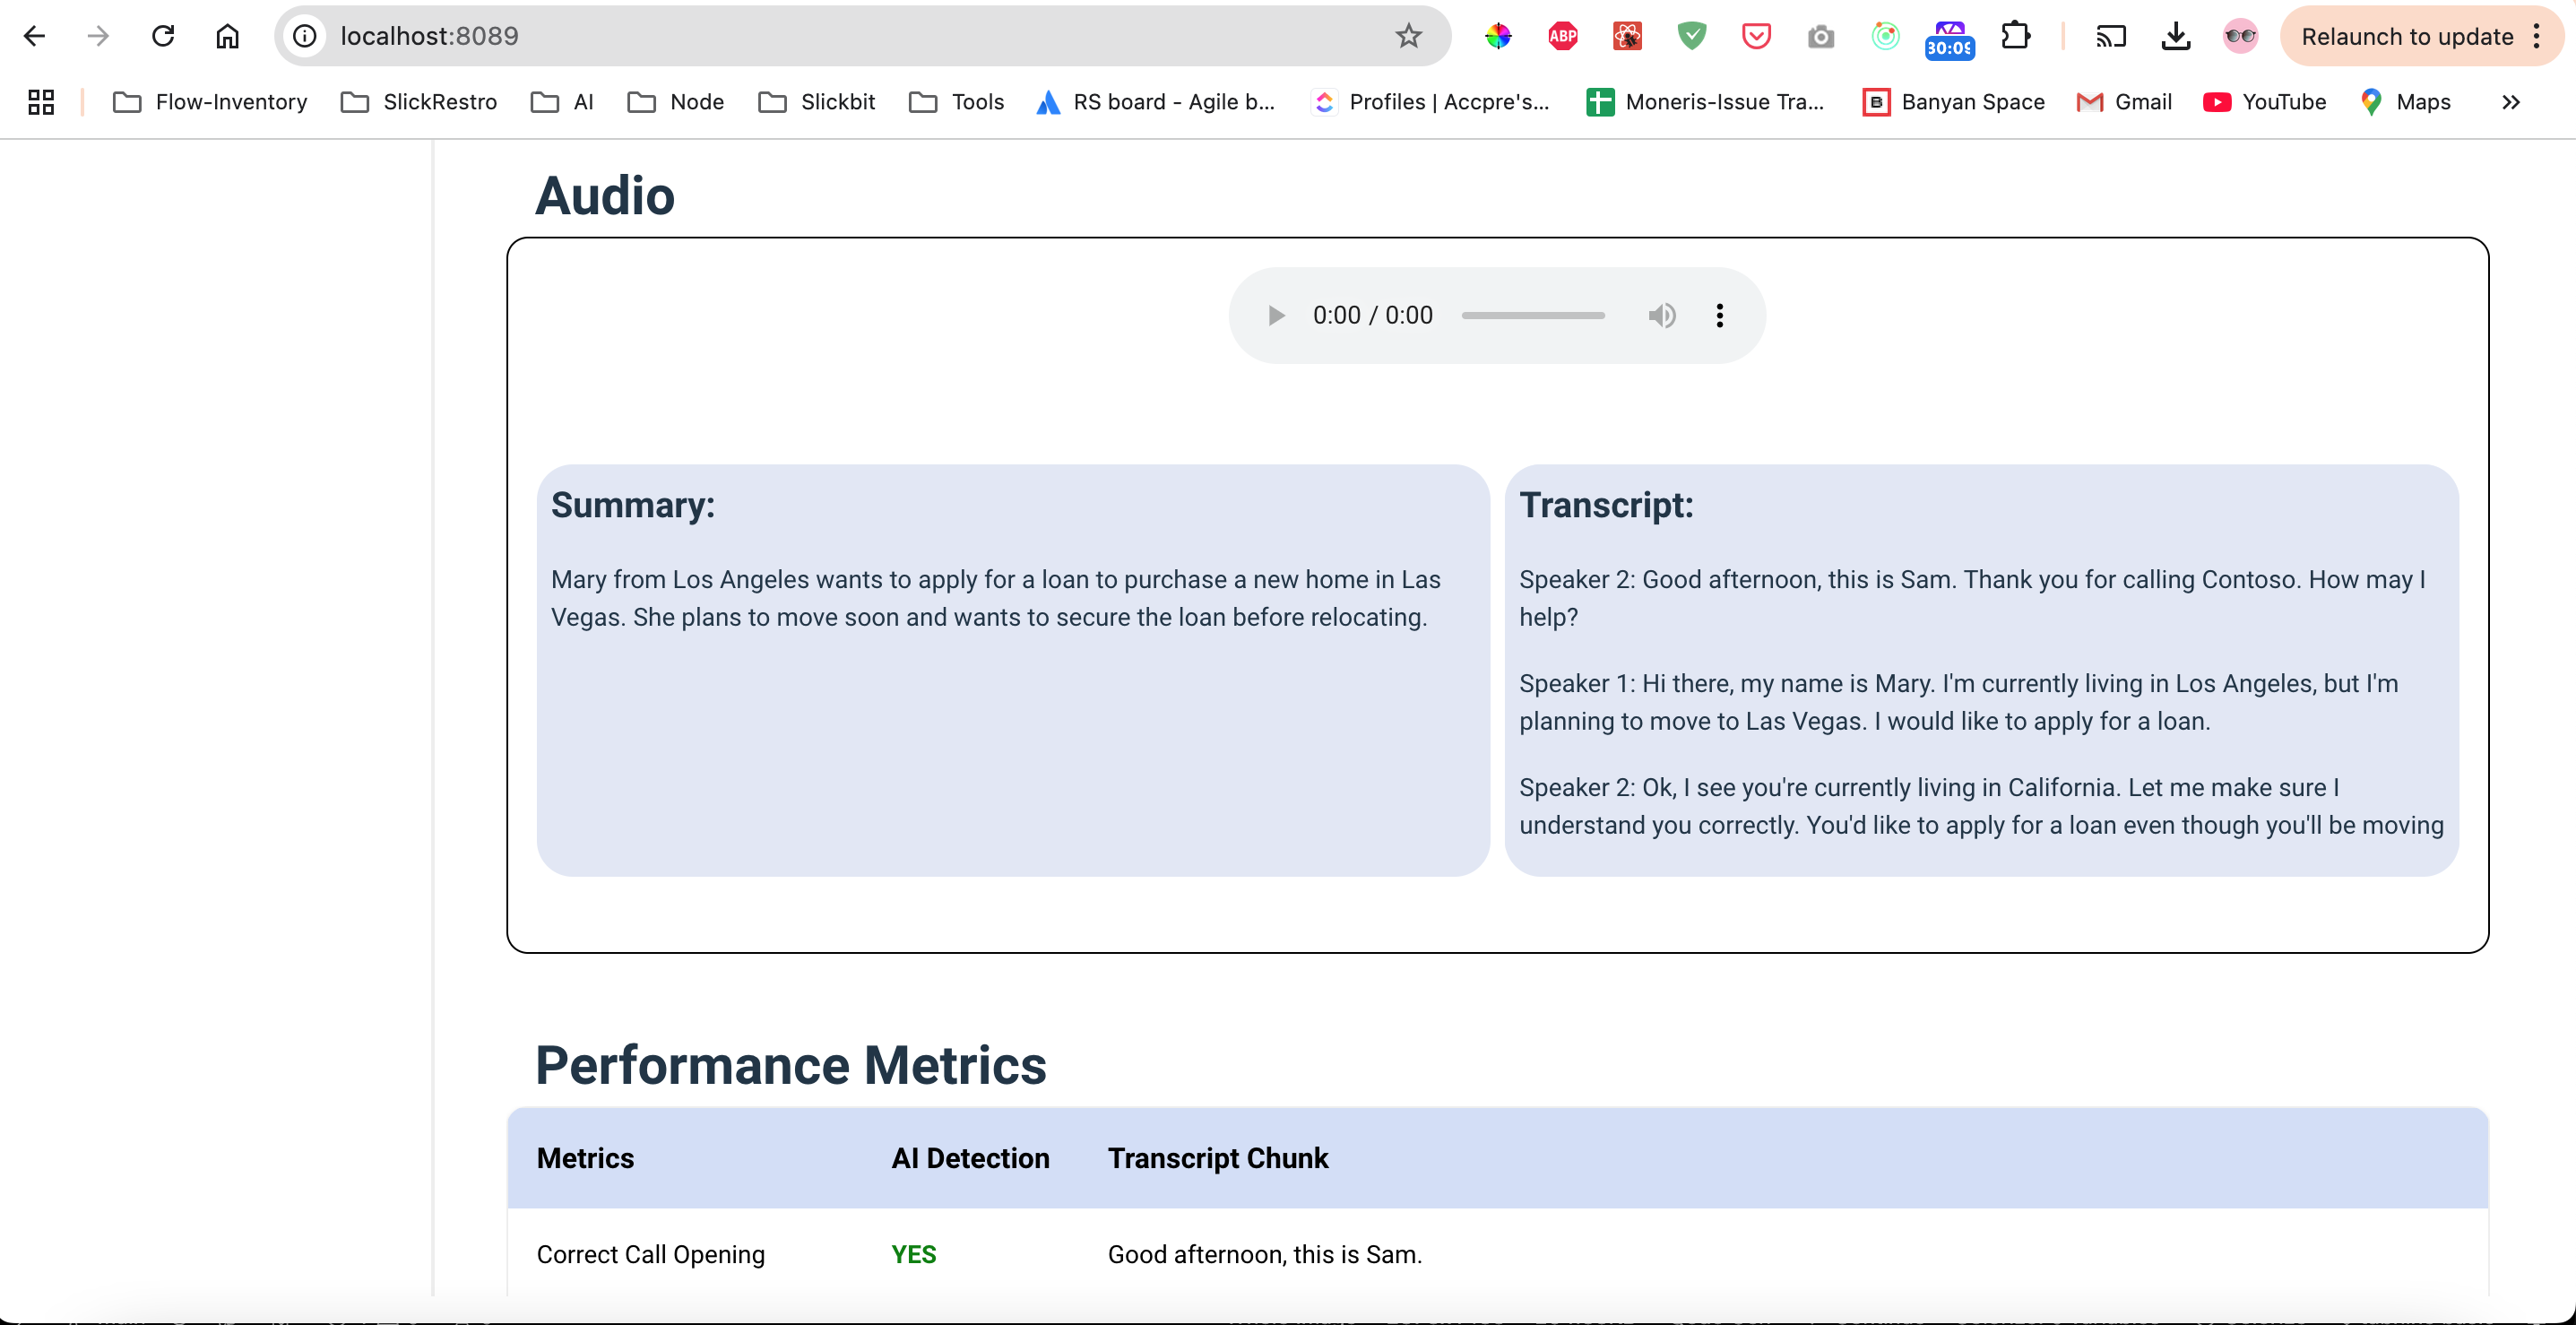 localhost:8089
ABP
30:09
Relaunch to update
Flow-Inventory
SlickRestro
AI
Node
Slickbit
Tools
RS board - Agile b...
Profiles | Accpre's...
Moneris-Issue Tra...
B
Banyan Space
Gmail
YouTube
Maps
Audio
0:00 / 0:00
Summary:
Mary from Los Angeles wants to apply for a loan to purchase a new home in Las
Vegas. She plans to move soon and wants to secure the loan before relocating.
Transcript:
Speaker 2: Good afternoon, this is Sam. Thank you for calling Contoso. How may I
help?
Speaker 1: Hi there, my name is Mary. I'm currently living in Los Angeles, but I'm
planning to move to Las Vegas. I would like to apply for a loan.
Speaker 2: Ok, I see you're currently living in California. Let me make sure I
understand you correctly. You'd like to apply for a loan even though you'll be moving
Performance Metrics
Metrics AI Detection Transcript Chunk
Correct Call Opening YES Good afternoon, this is Sam.